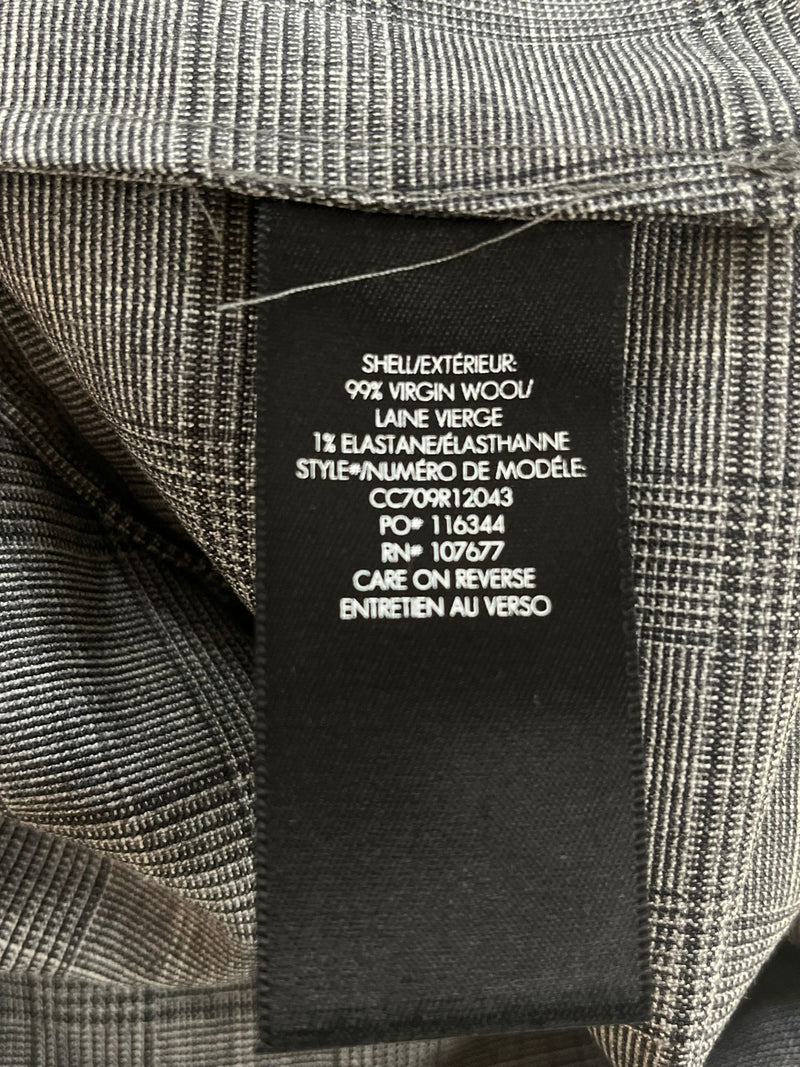 SHELL/EXTÉRIEUR:
99% VIRGIN WOOL/
LAINE VIERGE
1% ELASTANE/ÉLASTHANNE
STYLE#/NUMÉRO DE MODÉLE:
CC709R12043
PO# 116344
RN# 107677
CARE ON REVERSE
ENTRETIEN AU VERSO